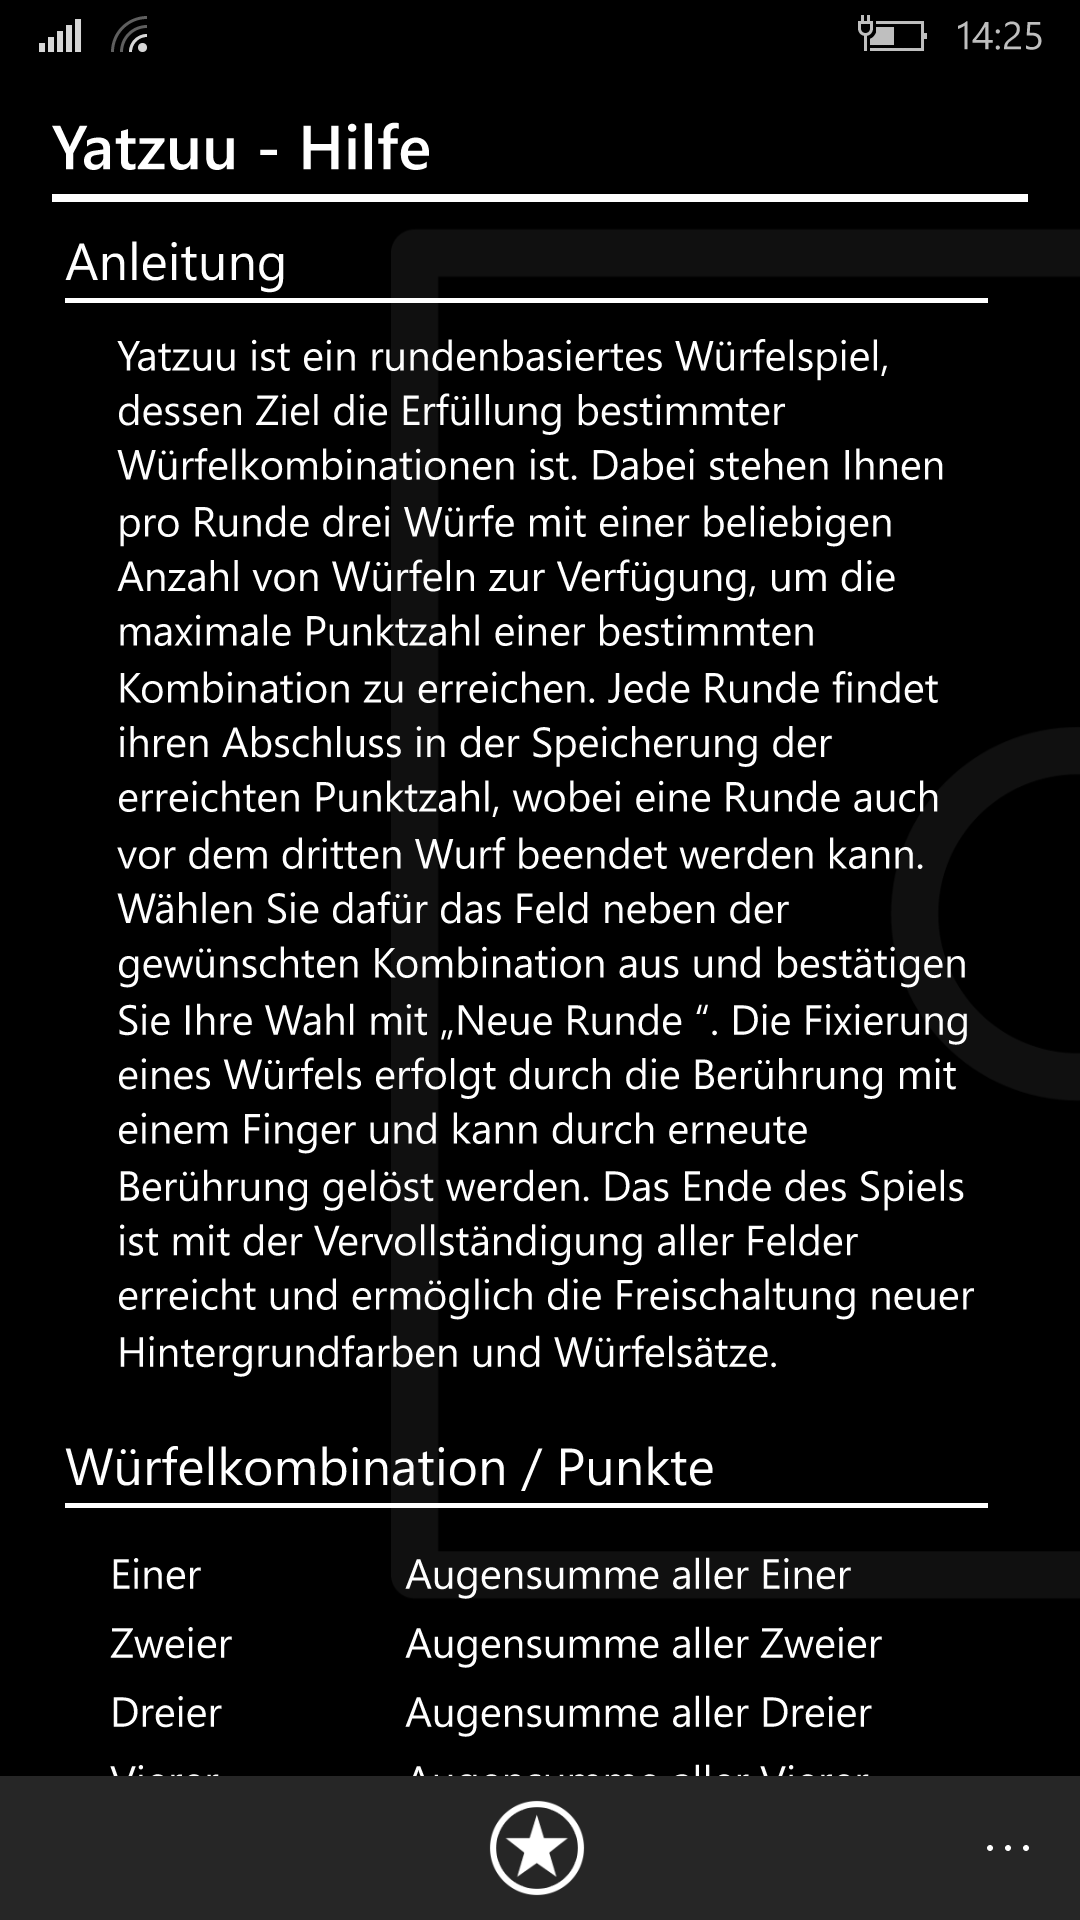 14:25
Yatzuu - Hilfe
Anleitung
Yatzuu ist ein rundenbasiertes Würfelspiel,
dessen Ziel die Erfüllung bestimmter
Würfelkombinationen ist. Dabei stehen Ihnen
pro Runde drei Würfe mit einer beliebigen
Anzahl von Würfeln zur Verfügung, um die
maximale Punktzahl einer bestimmten
Kombination zu erreichen. Jede Runde findet
ihren Abschluss in der Speicherung der
erreichten Punktzahl, wobei eine Runde auch
vor dem dritten Wurf beendet werden kann.
Wählen Sie dafür das Feld neben der
gewünschten Kombination aus und bestätigen
Sie Ihre Wahl mit „Neue Runde “. Die Fixierung
eines Würfels erfolgt durch die Berührung mit
einem Finger und kann durch erneute
Berührung gelöst werden. Das Ende des Spiels
ist mit der Vervollständigung aller Felder
erreicht und ermöglich die Freischaltung neuer
Hintergrundfarben und Würfelsätze.
Würfelkombination / Punkte
Einer Augensumme aller Einer
Zweier Augensumme aller Zweier
Dreier Augensumme aller Dreier
Vierer Augensumme aller Vierer